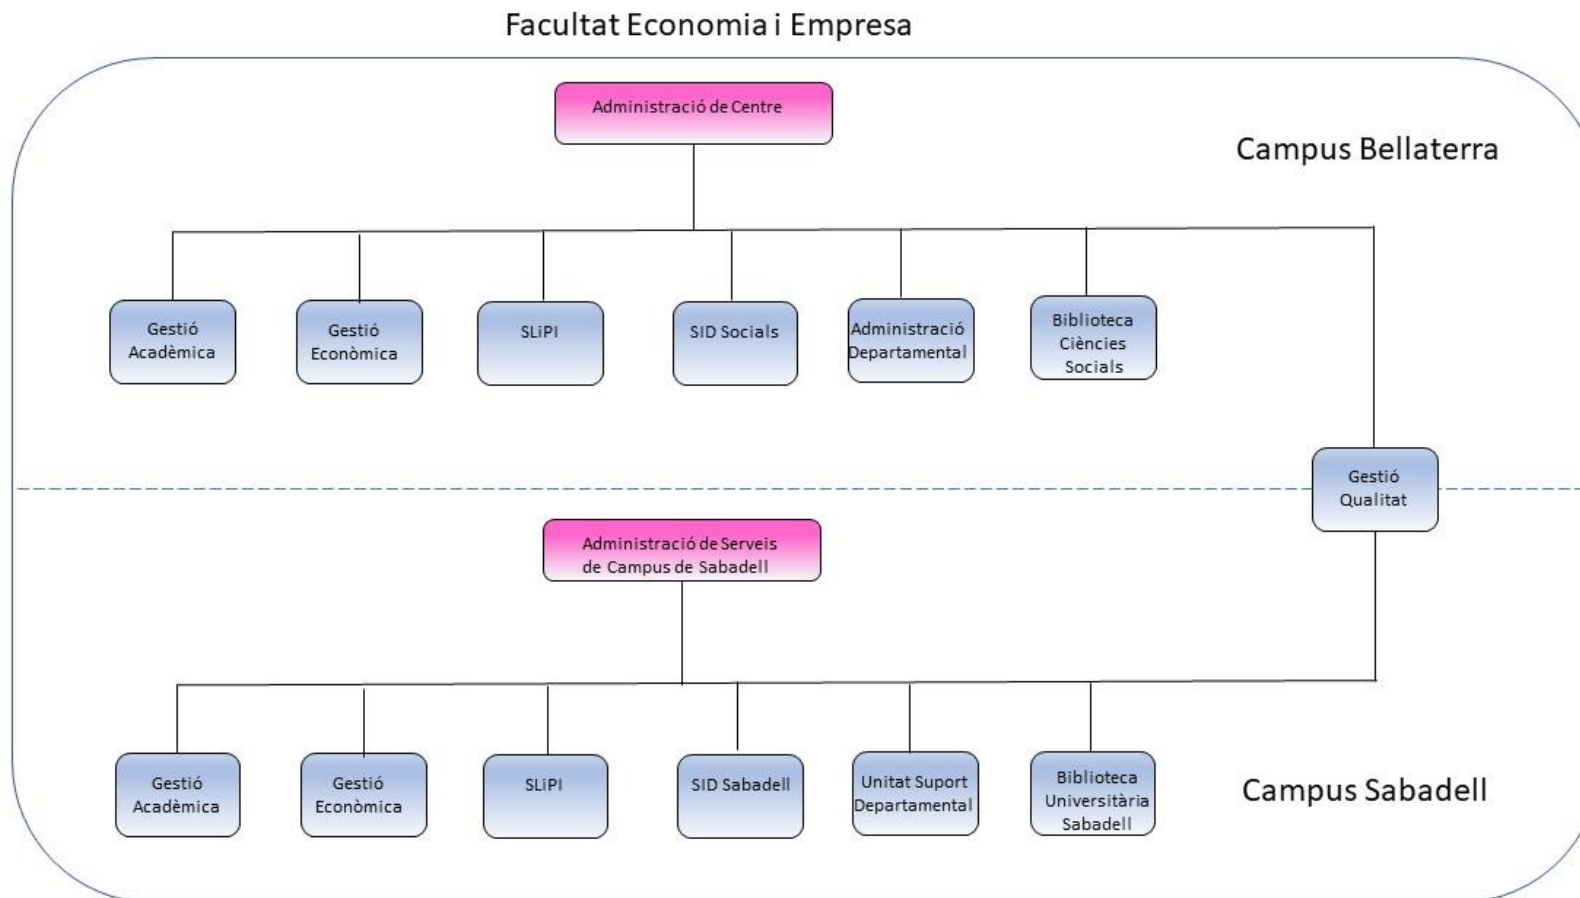 Facultat Economia i Empresa
Administració de Centre
Campus Bellaterra
Gestió
Acadèmica
Gestió
Econòmica
SLiPI
SID Socials
Administració
Departamental
Biblioteca
Ciències
Socials
Gestió
Qualitat
Administració de Serveis
de Campus de Sabadell
Gestió
Acadèmica
Gestió
Econòmica
SLiPI
SID Sabadell
Unitat Suport
Departamental
Biblioteca
Universitària
Sabadell
Campus Sabadell